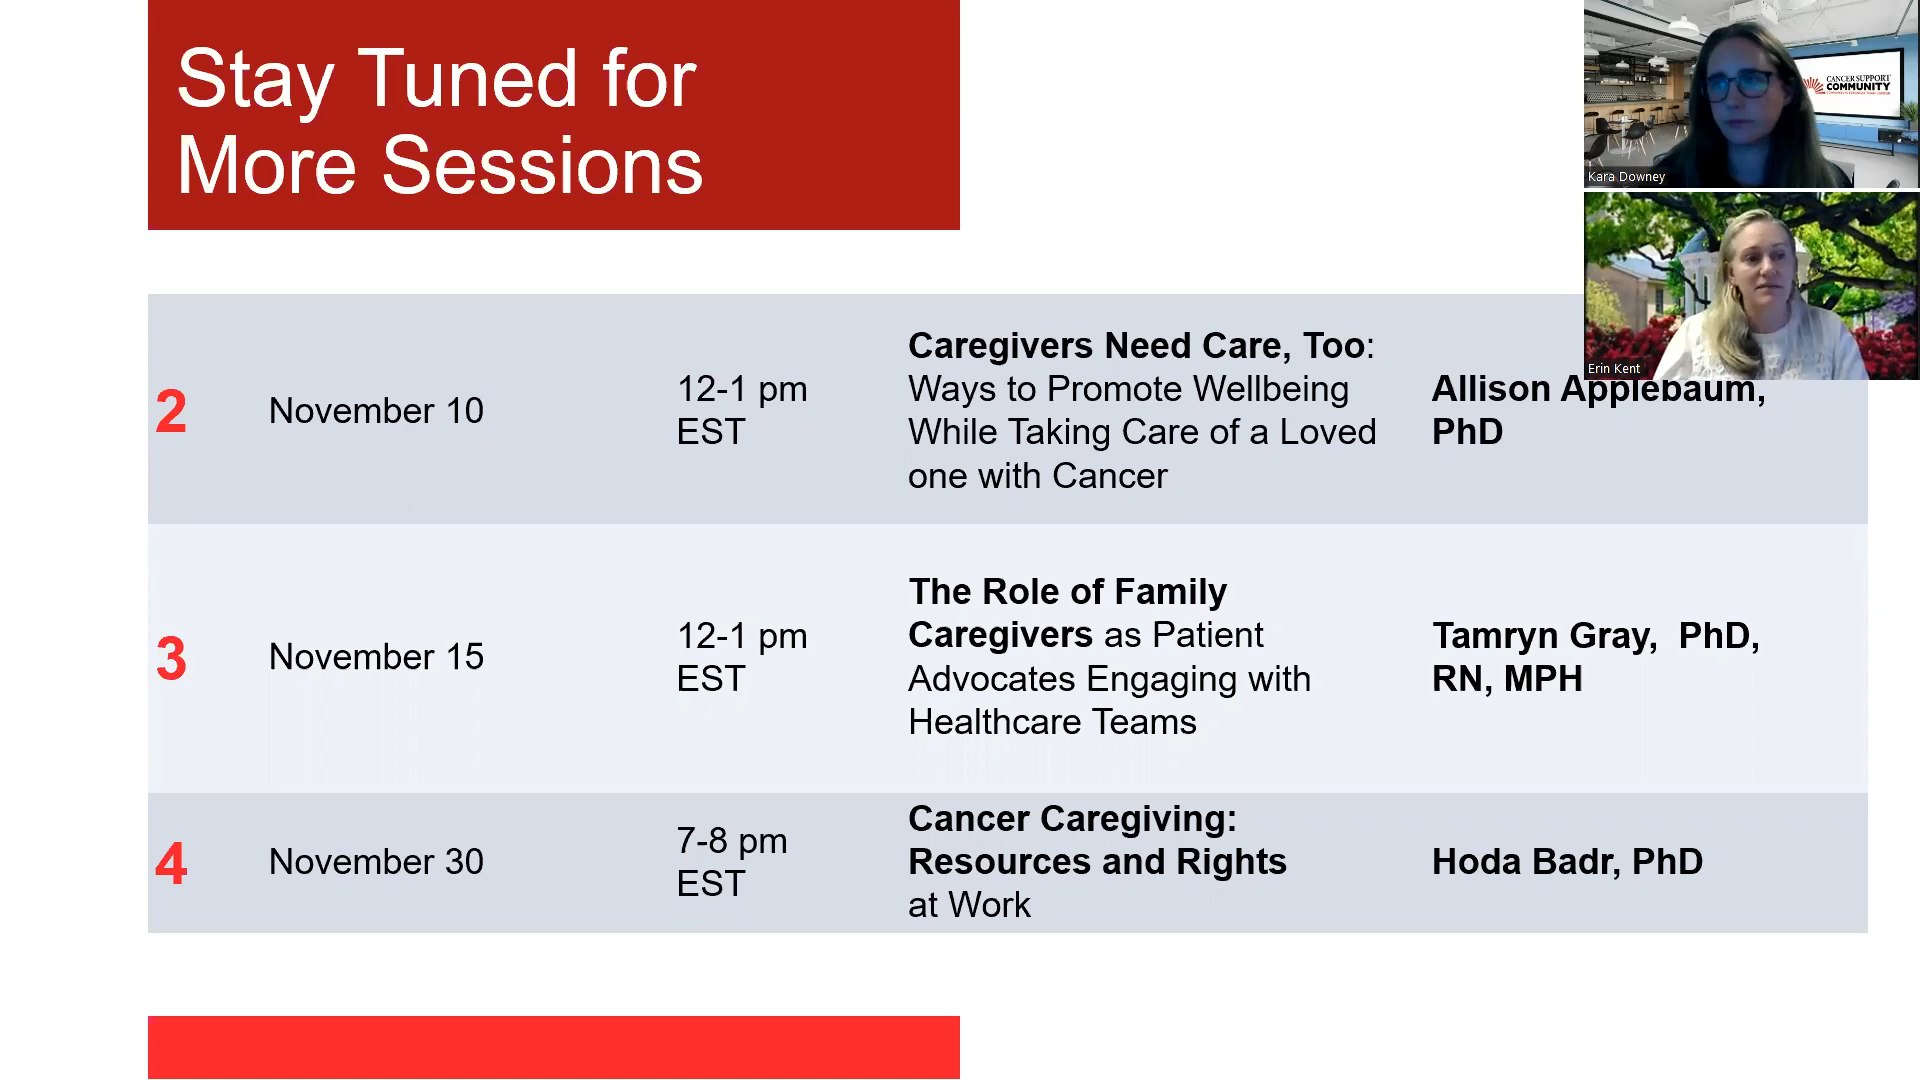 Stay Tuned for
More Sessions
CANCER SUPPORT
COMMUNITY
Kara Downey
Erin Kent
2
November 10
12-1 pm
EST
Caregivers Need Care, Too:
Ways to Promote Wellbeing
While Taking Care of a Loved
one with Cancer
Allison Applebaum,
PhD
3
November 15
12-1 pm
EST
The Role of Family
Caregivers as Patient
Advocates Engaging with
Healthcare Teams
Tamryn Gray, PhD,
RN, MPH
4
November 30
7-8 pm
EST
Cancer Caregiving:
Resources and Rights
at Work
Hoda Badr, PhD